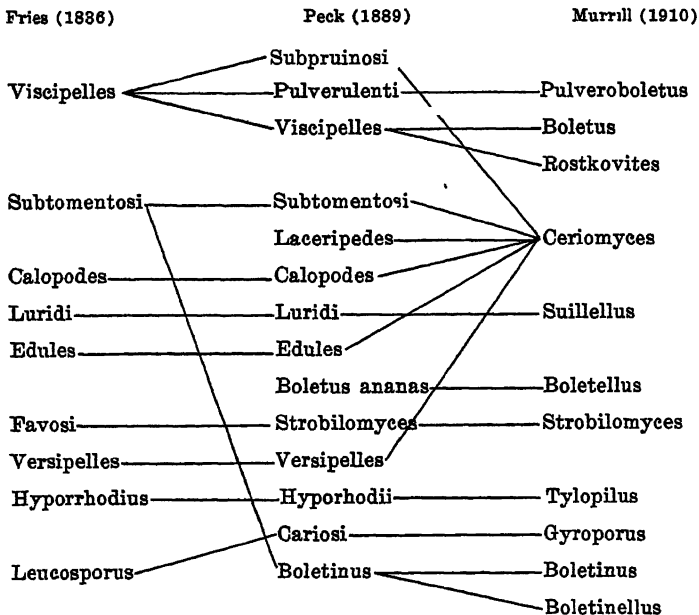 Fries (1886) Peck (1889) Murrill (1910)
Subpruinosi
Viscipelles Pulverulenti Pulveroboletus
Viscipelles Boletus
Rostkovites
Subtomentosi Subtomentosi
Laceripedes Ceriomyces
Calopodes Calopodes
Luridi Luridi Suillellus
Edules Edules
Boletus ananas Boletellus
Favosi Strobilomyces Strobilomyces
Versipelles Versipelles
Hyporrhodius Hyporhodii Tylopilus
Cariosi Gyroporus
Leucosporus Boletinus Boletinus
Boletinellus